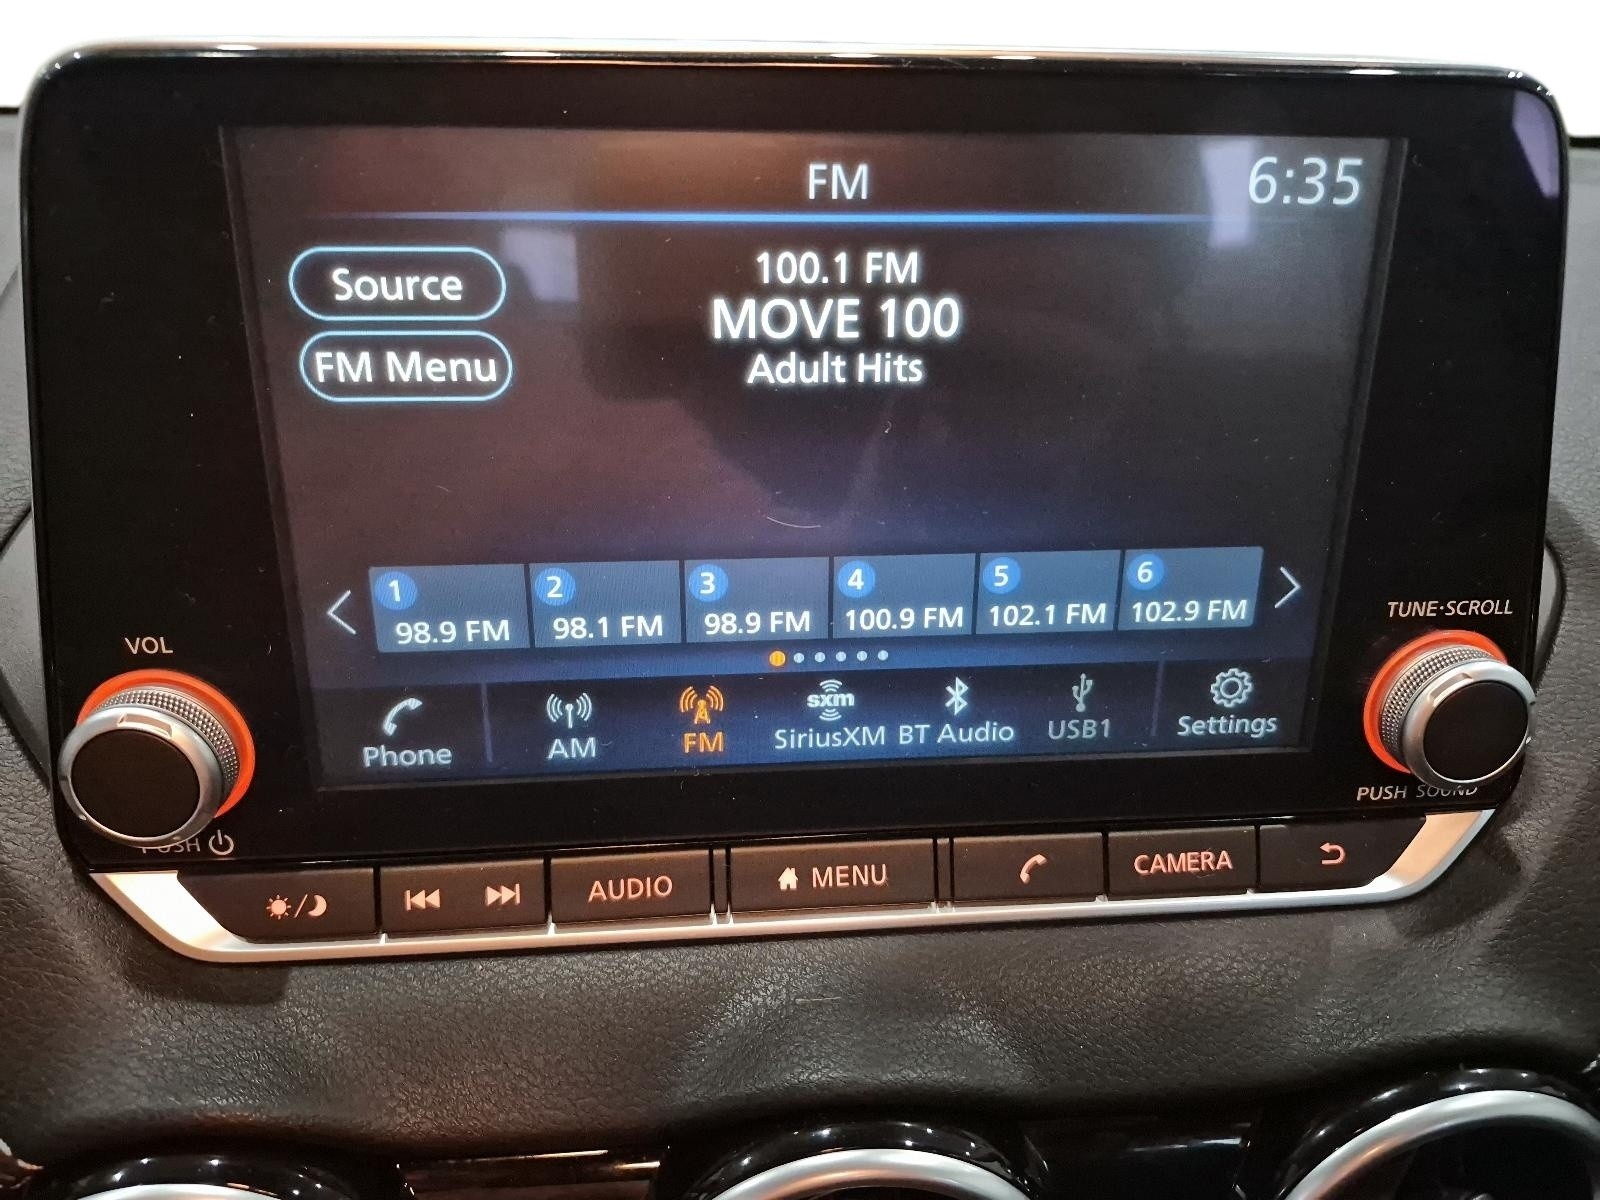 FM
6:35
Source
100.1 FM
MOVE 100
FM Menu
Adult Hits
1 2 3 4 5 6
98.9 FM 98.1 FM 98.9 FM 100.9 FM 102.1 FM 102.9 FM
VOL
TUNE·SCROLL
sxm
Phone AM FM SiriusXM BT Audio USB1 Settings
PUSH
PUSH SOUND
AUDIO
MENU
CAMERA